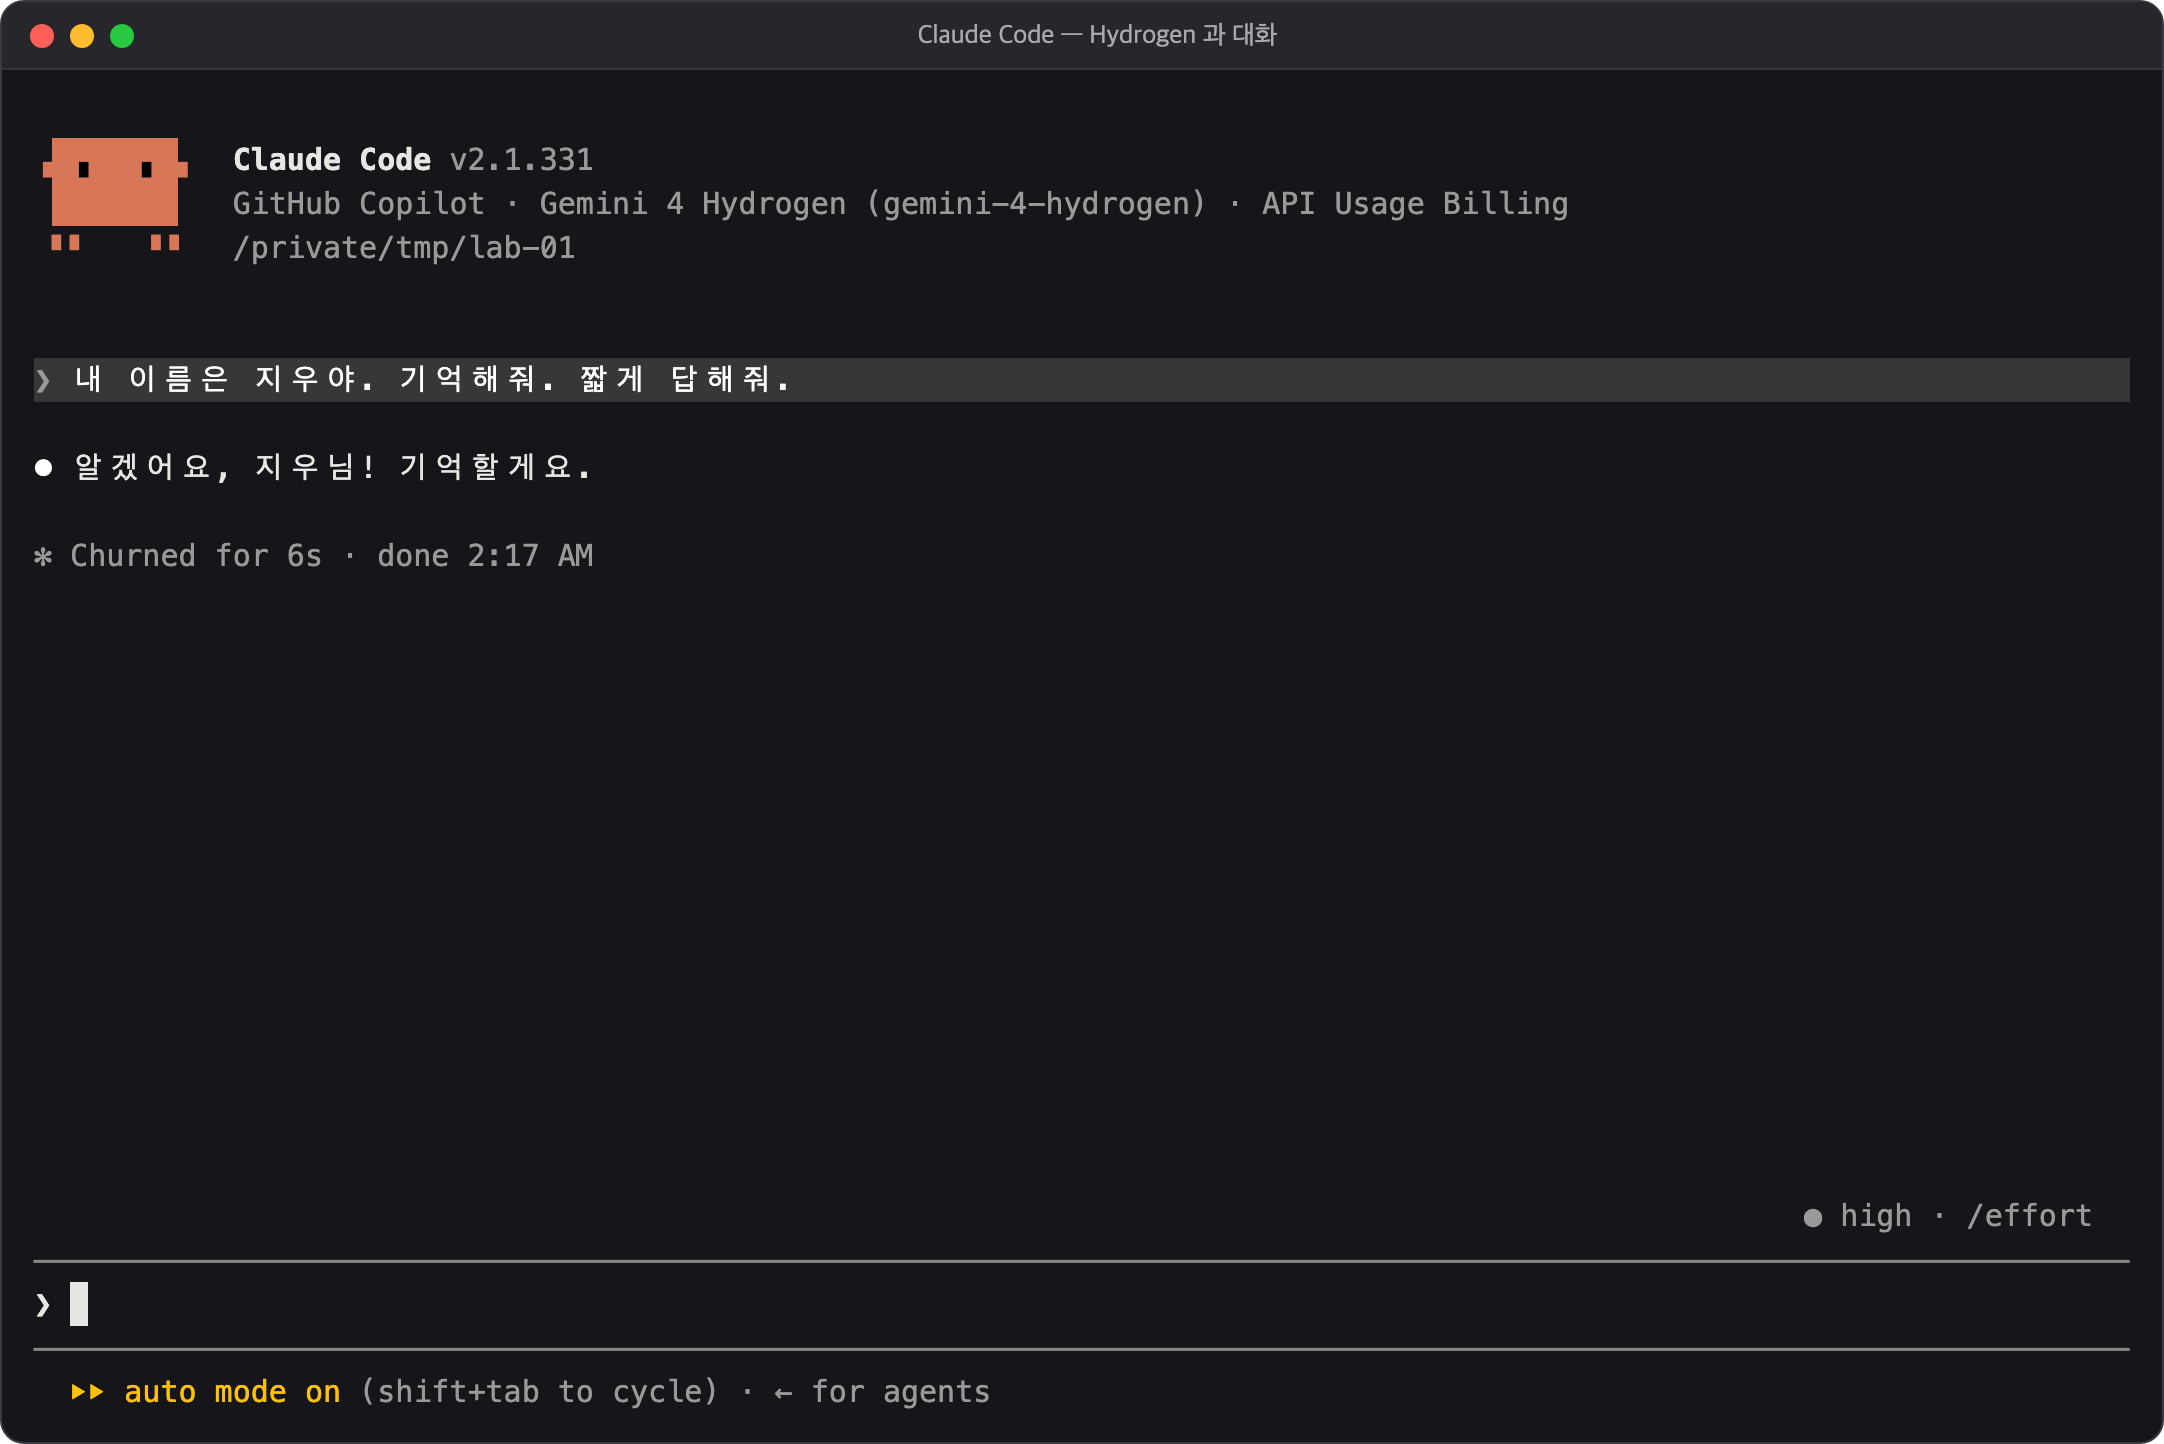 Claude Code — Hydrogen 과 대화
Claude Code v2.1.331
GitHub Copilot · Gemini 4 Hydrogen (gemini-4-hydrogen) · API Usage Billing
/private/tmp/lab-01
❯ 내 이름은 지우야. 기억해줘. 짧게 답해줘.
● 알겠어요, 지우님! 기억할게요.
✻ Churned for 6s · done 2:17 AM
● high · /effort
❯
⏵⏵ auto mode on (shift+tab to cycle) · ← for agents